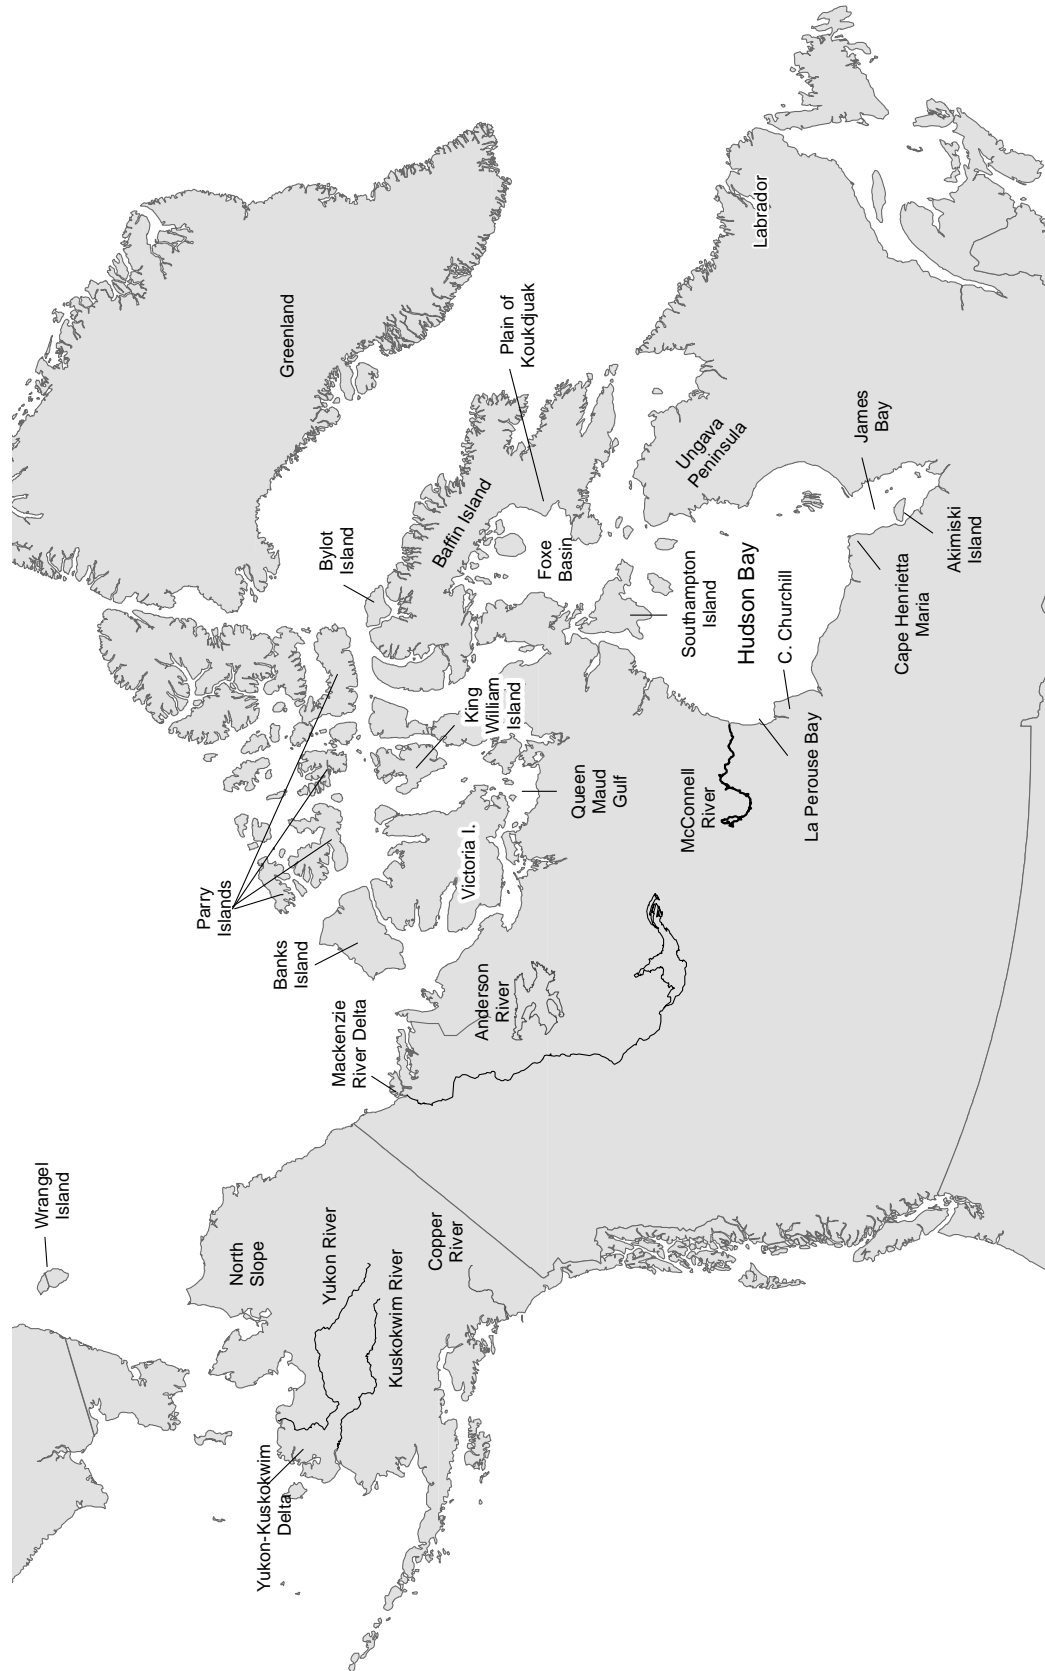 Wrangel
Island
North
Slope
Yukon River
Kuskokwim River
Copper
River
Yukon-Kuskokwim
Delta
Mackenzie
River Delta
Anderson
River
Banks
Island
Parry
Islands
Victoria I.
King
William
Island
Queen
Maud
Gulf
Bylot
Island
Baffin Island
Greenland
Foxe
Basin
Plain of
Koukdjuak
Southampton
Island
Hudson Bay
C. Churchill
McConnell
River
La Perouse Bay
Cape Henrietta
Maria
Akimiski
Island
James
Bay
Ungava
Peninsula
Labrador